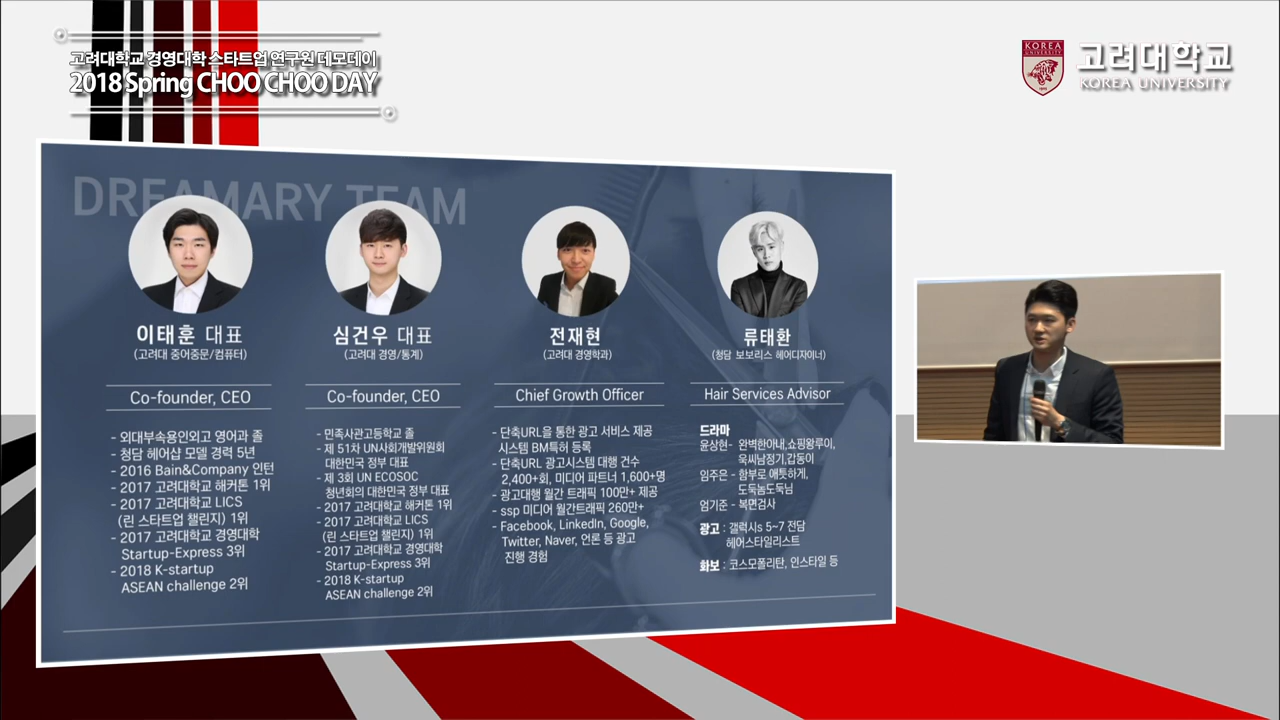 고려대학교 경영대학 스타트업 연구원 데모데이
2018 Spring CHOO CHOO DAY
KOREA
UNIVERSITY
고려대학교
KOREA UNIVERSITY
DREAMARY TEAM
이태훈 대표
(고려대 중어중문/컴퓨터)
Co-founder, CEO
- 외대부속용인외고 영어과 졸
- 청담 헤어샵 모델 경력 5년
- 2016 Bain&Company 인턴
- 2017 고려대학교 해커톤 1위
- 2017 고려대학교 LICS
(린 스타트업 챌린지) 1위
- 2017 고려대학교 경영대학
Startup-Express 3위
- 2018 K-startup
ASEAN challenge 2위
심건우 대표
(고려대 경영/통계)
Co-founder, CEO
- 민족사관고등학교 졸
- 제 51차 UN사회개발위원회
대한민국 정부 대표
- 제 3회 UN ECOSOC
청년회의 대한민국 정부 대표
- 2017 고려대학교 해커톤 1위
- 2017 고려대학교 LICS
(린 스타트업 챌린지) 1위
- 2017 고려대학교 경영대학
Startup-Express 3위
- 2018 K-startup
ASEAN challenge 2위
전재현
(고려대 경영학과)
Chief Growth Officer
- 단축URL을 통한 광고 서비스 제공
시스템 BM특허 등록
- 단축URL 광고시스템 대행 건수
2,400+회, 미디어 파트너 1,600+명
- 광고대행 월간 트래픽 100만+ 제공
- ssp 미디어 월간트래픽 260만+
- Facebook, LinkedIn, Google,
Twitter, Naver, 언론 등 광고
진행 경험
류태환
(청담 보보리스 헤어디자이너)
Hair Services Advisor
드라마
윤상현- 완벽한아내,쇼핑왕루이,
욱씨남정기,갑동이
임주은 - 함부로 애틋하게,
도둑놈도둑님
엄기준 - 복면검사
광고 : 갤럭시s 5~7 전담
헤어스타일리스트
화보 : 코스모폴리탄, 인스타일 등